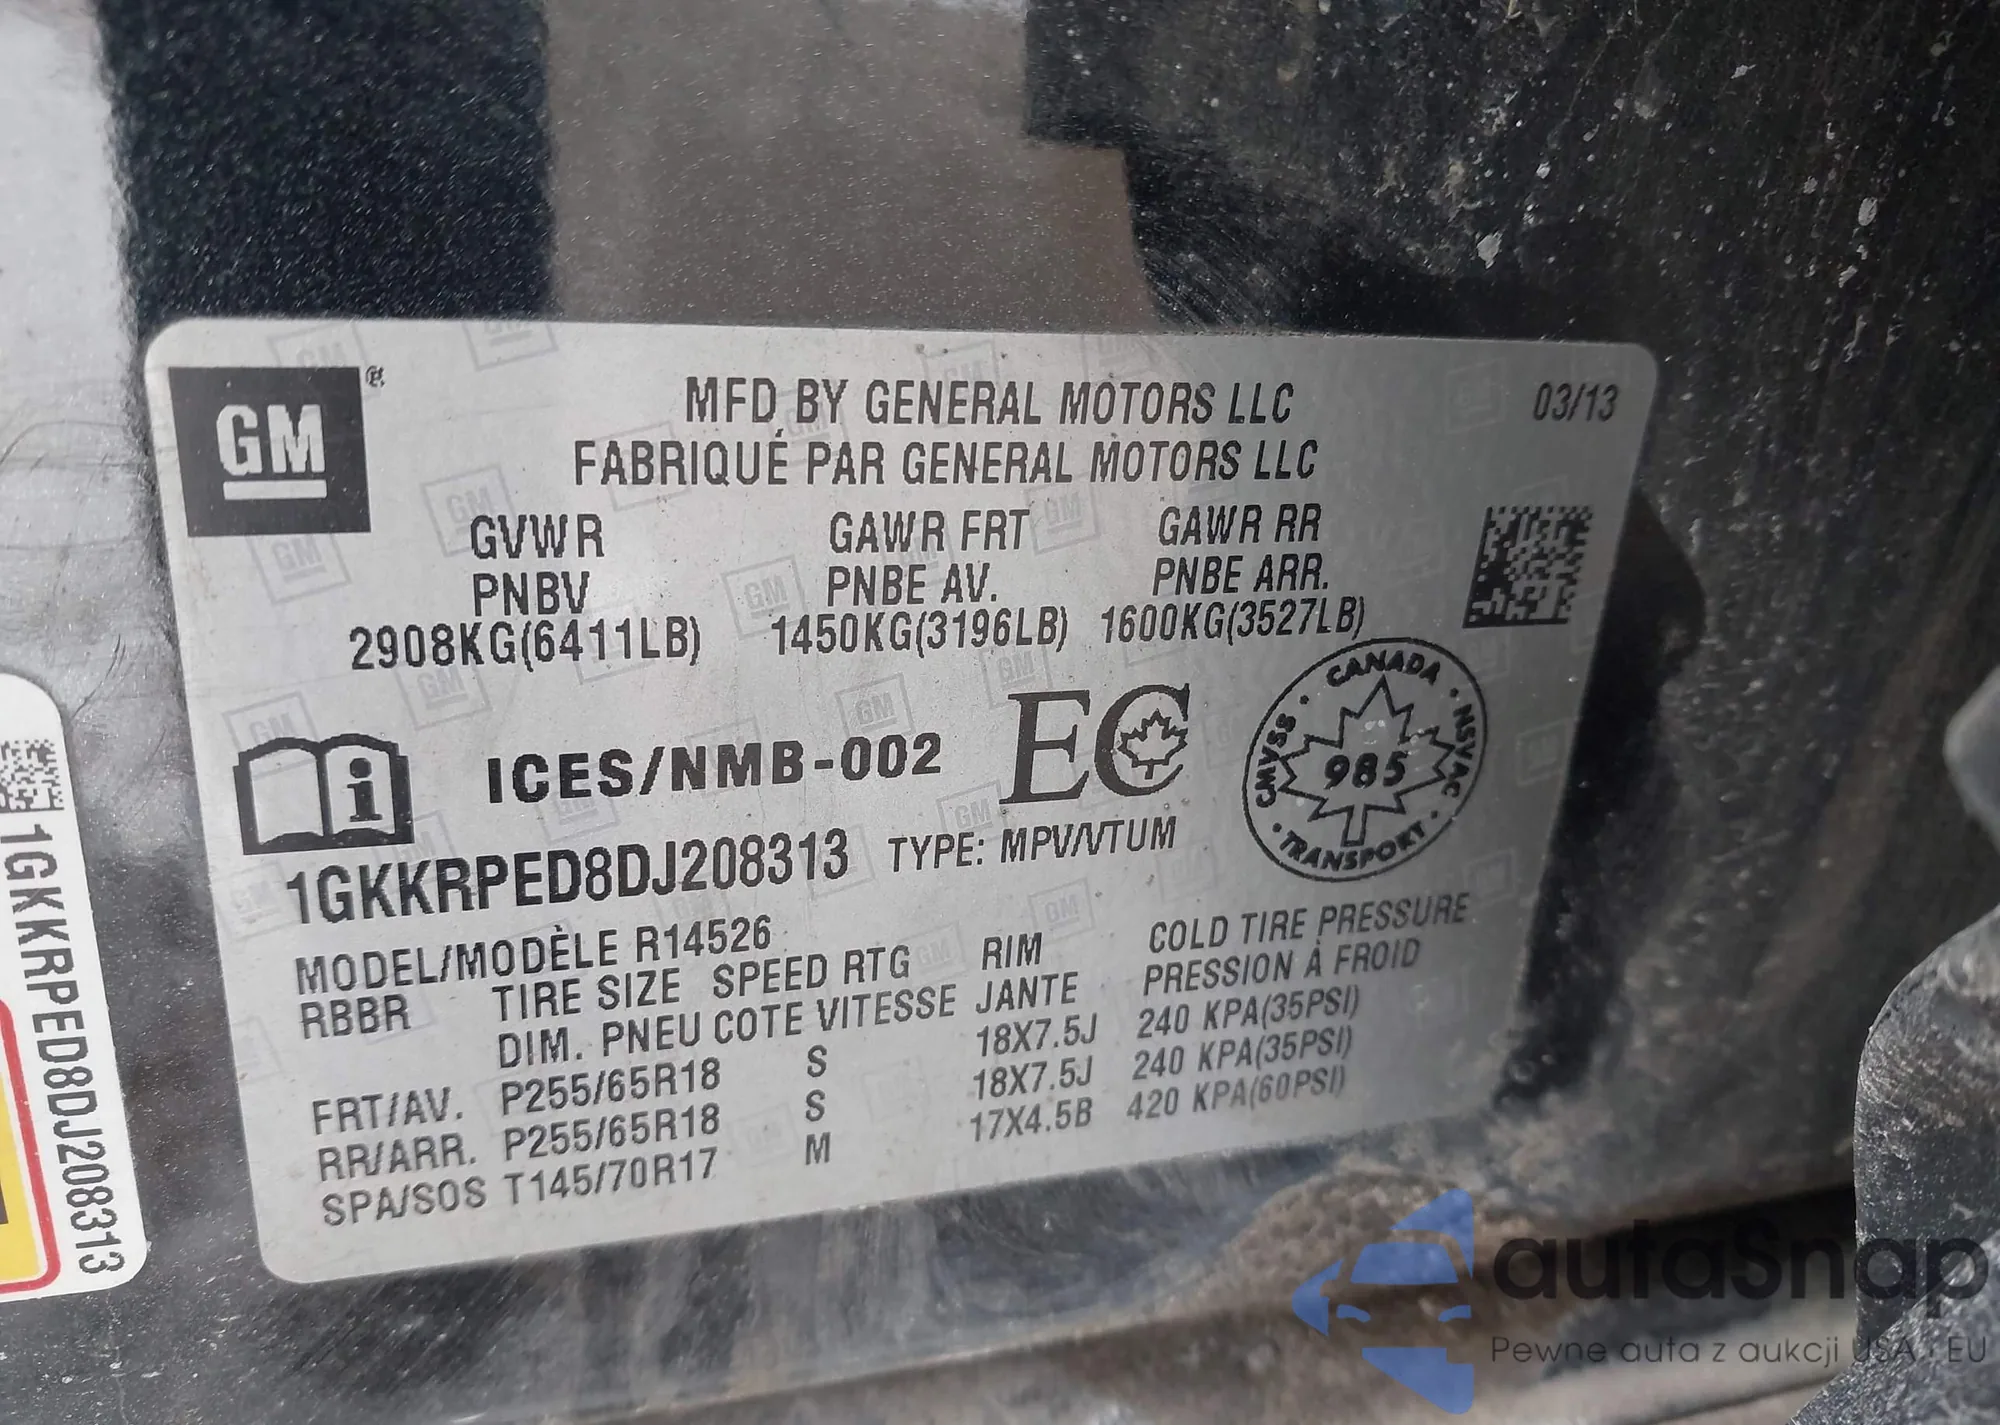 GM ®
MFD BY GENERAL MOTORS LLC 03/13
FABRIQUÉ PAR GENERAL MOTORS LLC
GVWR GAWR FRT GAWR RR
PNBV PNBE AV. PNBE ARR.
2908KG(6411LB) 1450KG(3196LB) 1600KG(3527LB)
i ICES/NMB-002 EC
CANADA · NSVAC · TRANSPORT · CMVSS ·
985
1GKKRPED8DJ208313 TYPE: MPV/VTUM
MODEL/MODÈLE R14526
RBBR TIRE SIZE SPEED RTG RIM COLD TIRE PRESSURE
DIM. PNEU COTE VITESSE JANTE PRESSION À FROID
FRT/AV. P255/65R18 S 18X7.5J 240 KPA(35PSI)
RR/ARR. P255/65R18 S 18X7.5J 240 KPA(35PSI)
SPA/SOS T145/70R17 M 17X4.5B 420 KPA(60PSI)
1GKKRPED8DJ208313
autaSnap
Pewne auta z aukcji USA i EU